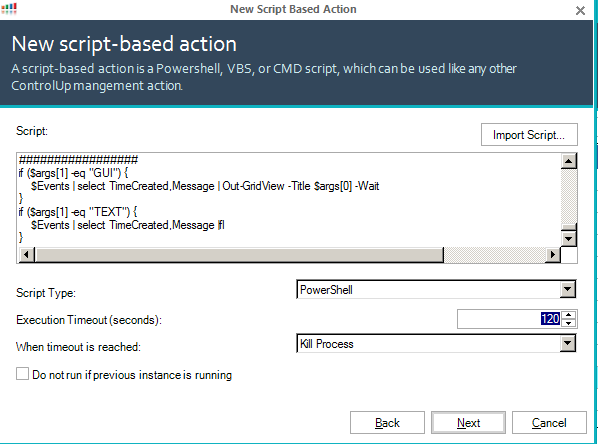 New Script Based Action
New script-based action
A script-based action is a Powershell, VBS, or CMD script, which can be used like any other
ControlUp mangement action.
Script:
Import Script...
#################
if ($args[1] -eq "GUI") {
$Events | select TimeCreated,Message | Out-GridView -Title $args[0] -Wait
}
if ($args[1] -eq "TEXT") {
$Events | select TimeCreated,Message |fl
}
Script Type:
PowerShell
Execution Timeout (seconds):
120
When timeout is reached:
Kill Process
Do not run if previous instance is running
Back
Next
Cancel